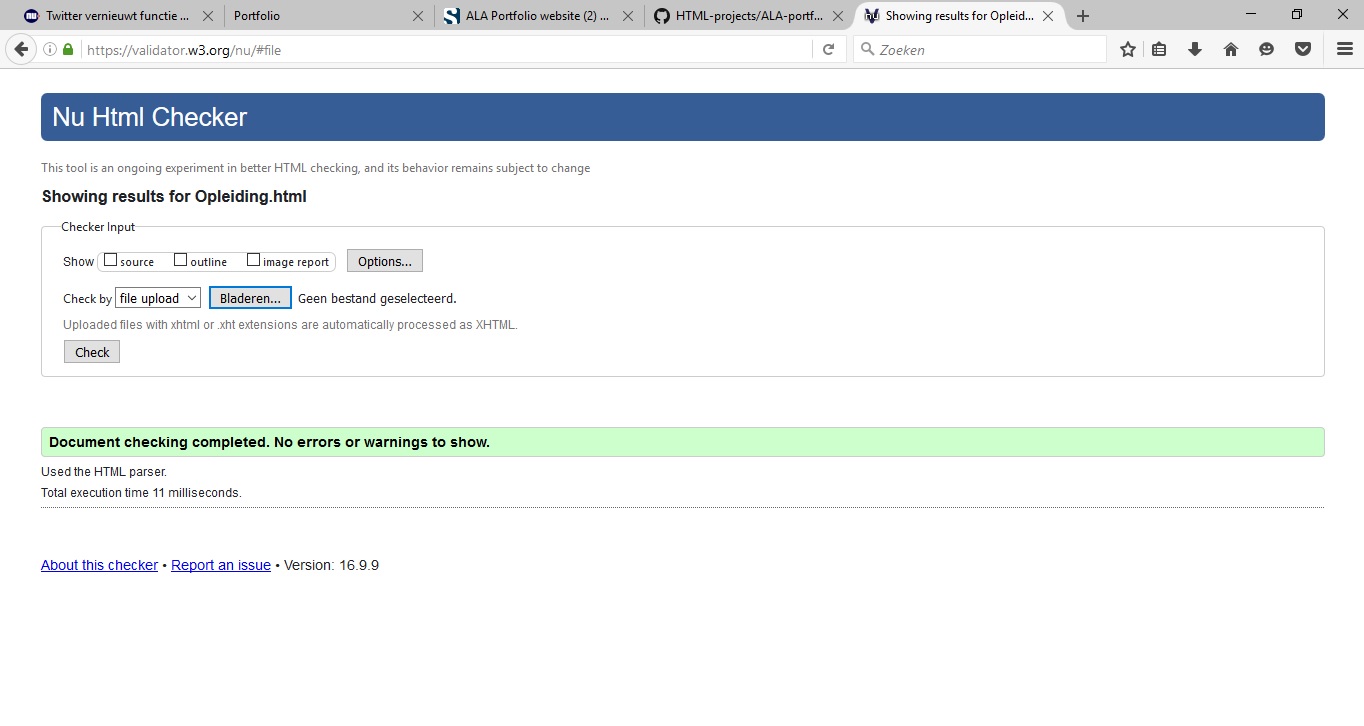 nu Twitter vernieuwt functie ... Portfolio ALA Portfolio website (2) ... HTML-projects/ALA-portf... Showing results for Opleid...
https://validator.w3.org/nu/#file Zoeken
Nu Html Checker
This tool is an ongoing experiment in better HTML checking, and its behavior remains subject to change
Showing results for Opleiding.html
Checker Input
Show source outline image report Options...
Check by file upload Bladeren... Geen bestand geselecteerd.
Uploaded files with xhtml or .xht extensions are automatically processed as XHTML.
Check
Document checking completed. No errors or warnings to show.
Used the HTML parser.
Total execution time 11 milliseconds.
About this checker • Report an issue • Version: 16.9.9